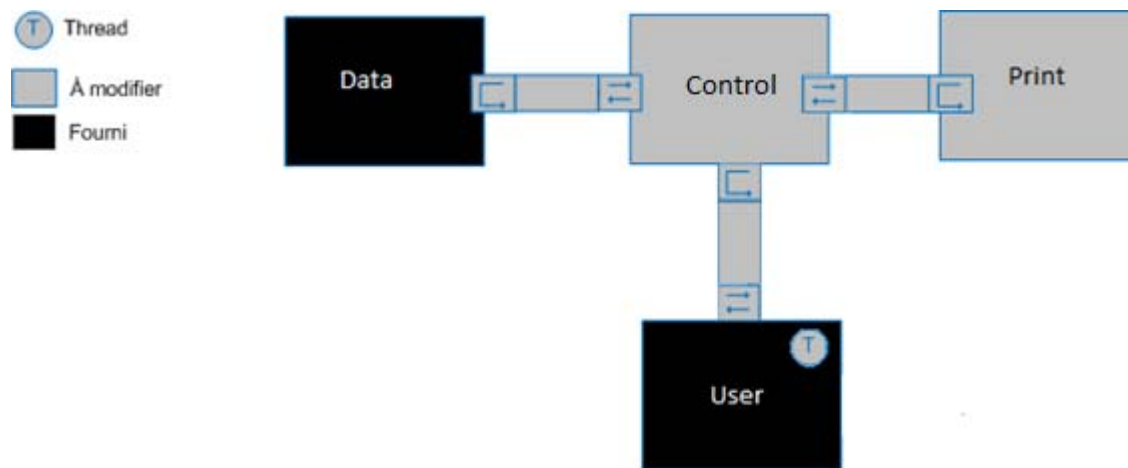 T Thread
À modifier
Fourni
Data
Control
Print
T
User